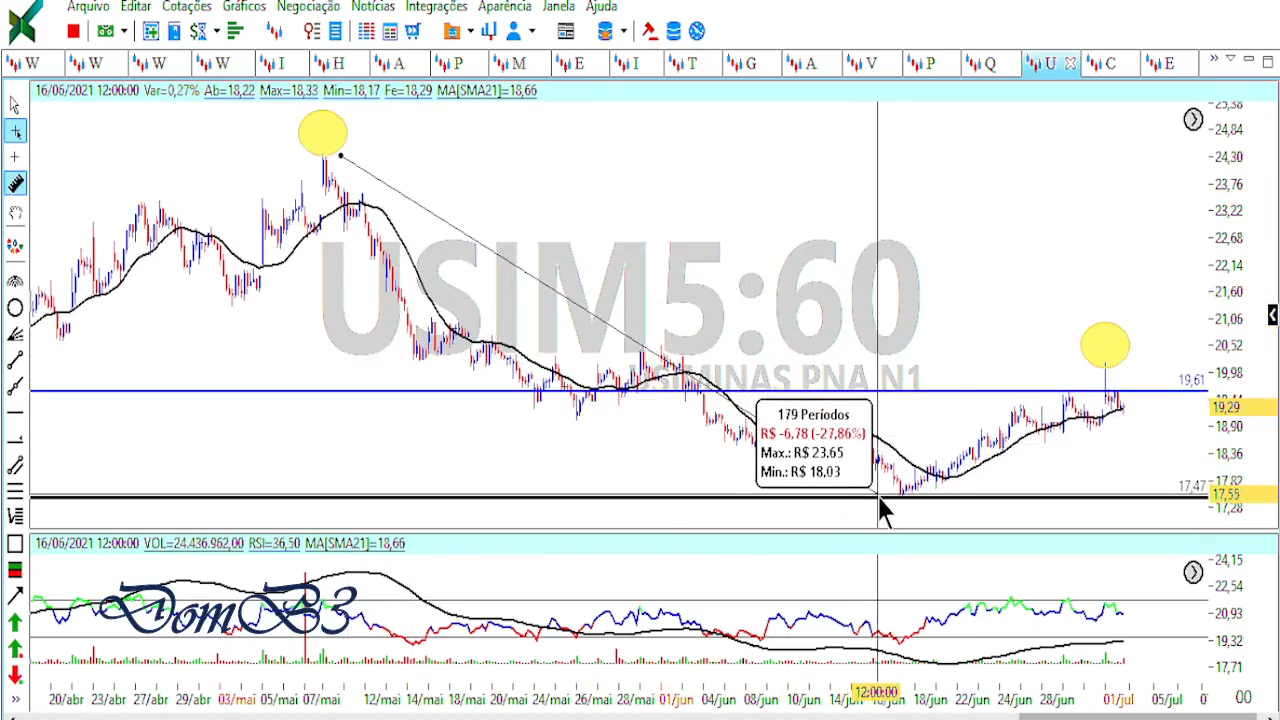 Arquivo Editar Cotações Gráficos Negociação Notícias Integrações Aparência Janela Ajuda
W W W W I H A P M E I T G A V P Q U C E
16/06/2021 12:00:00 Var=0,27% Ab=18,22 Max=18,33 Min=18,17 Fe=18,29 MA[SMA21]=18,66
24,84
24,30
23,76
23,22
22,68
22,14
21,60
21,06
20,52
19,98
19,61
19,29
18,90
18,36
17,82
17,47
17,55
17,28
USIM5:60
USIMINAS PNA N1
179 Períodos
R$ -6,78 (-27,86%)
Max.: R$ 23,65
Min.: R$ 18,03
16/06/2021 12:00:00 VOL=24.436.962,00 RSI=36,50 MA[SMA21]=18,66
24,15
22,54
20,93
19,32
17,71
DomB3
20/abr 23/abr 27/abr 29/abr 03/mai 05/mai 07/mai 12/mai 14/mai 18/mai 20/mai 24/mai 26/mai 28/mai 01/jun 04/jun 08/jun 10/jun 14/jun 12:00:00 18/jun 22/jun 24/jun 28/jun 01/jul 05/jul 00